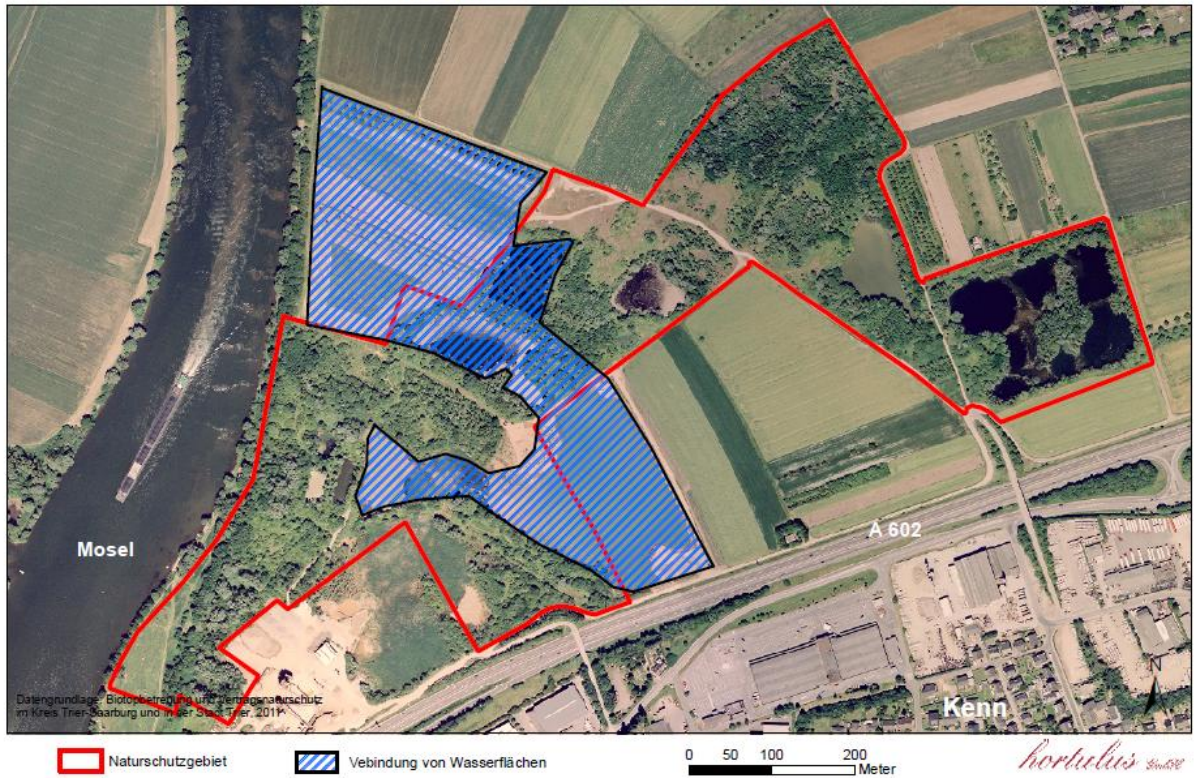 Mosel
A 602
Kenn
N
Datengrundlage: Biotopbetreuung und Vertragsnaturschutz
im Kreis Trier-Saarburg und in der Stadt Trier, 2011
Naturschutzgebiet
Vebindung von Wasserflächen
0 50 100 200
Meter
hortulus GmbH